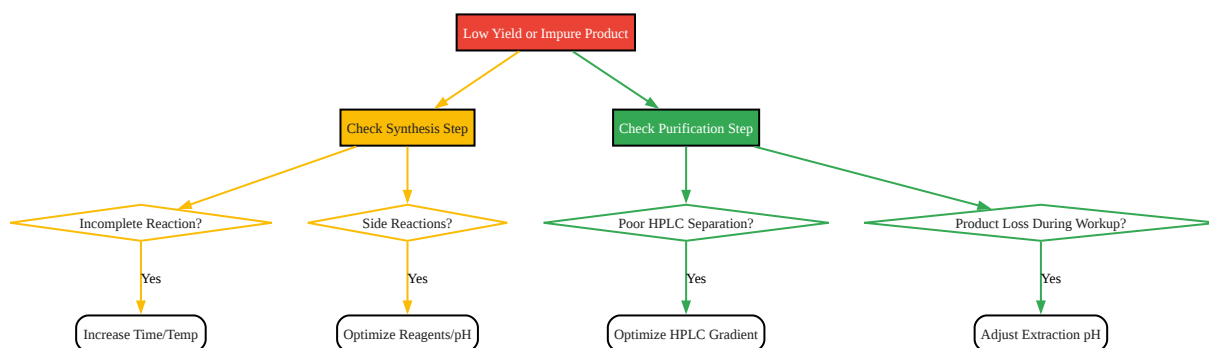 Low Yield or Impure Product
Check Synthesis Step
Check Purification Step
Incomplete Reaction?
Side Reactions?
Poor HPLC Separation?
Product Loss During Workup?
Yes
Yes
Yes
Yes
Increase Time/Temp
Optimize Reagents/pH
Optimize HPLC Gradient
Adjust Extraction pH